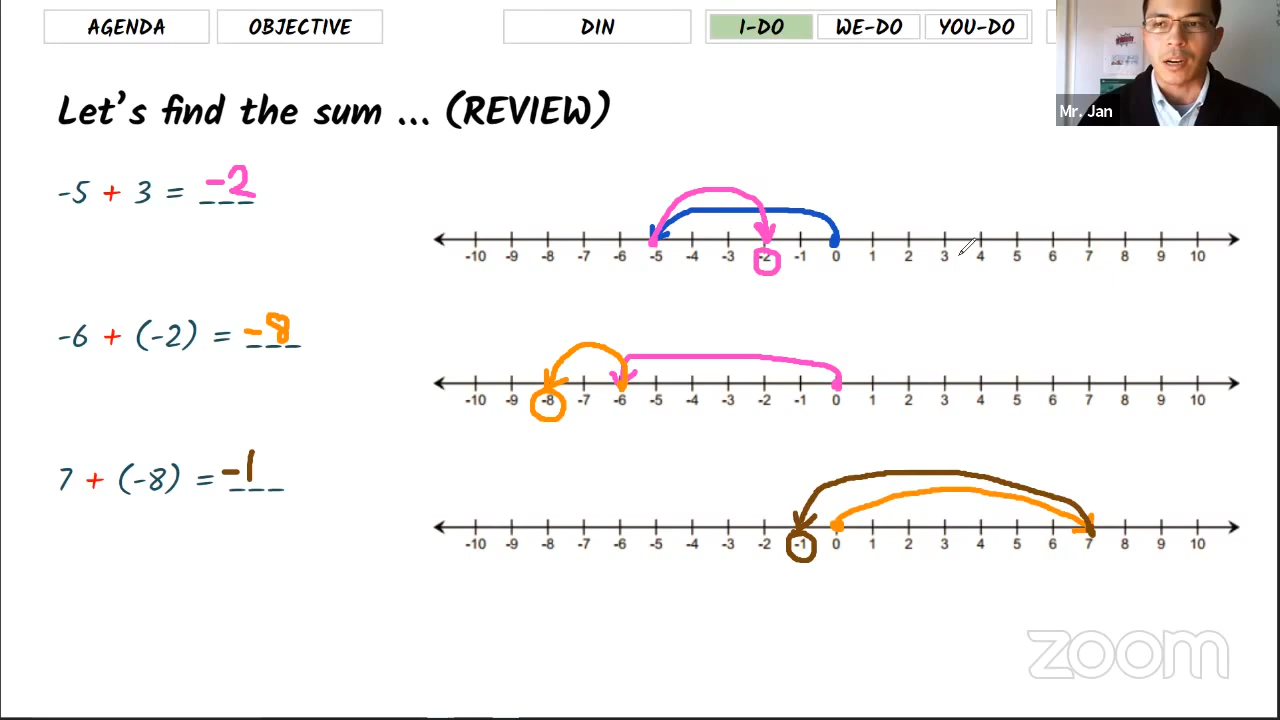 AGENDA OBJECTIVE DIN I-DO WE-DO YOU-DO
Mr. Jan
Let's find the sum ... (REVIEW)
-5 + 3 = -2
-10 -9 -8 -7 -6 -5 -4 -3 -2 -1 0 1 2 3 4 5 6 7 8 9 10
-6 + (-2) = -8
-10 -9 -8 -7 -6 -5 -4 -3 -2 -1 0 1 2 3 4 5 6 7 8 9 10
7 + (-8) = -1
-10 -9 -8 -7 -6 -5 -4 -3 -2 -1 0 1 2 3 4 5 6 7 8 9 10
zoom